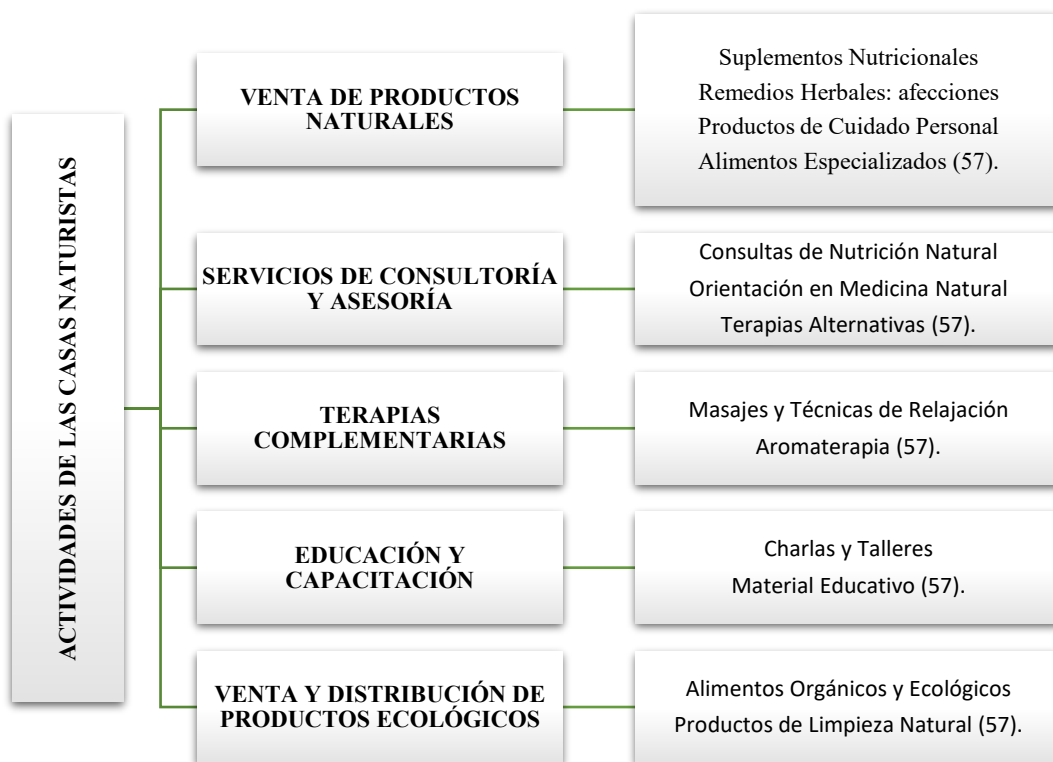 ACTIVIDADES DE LAS CASAS NATURISTAS
VENTA DE PRODUCTOS
NATURALES
Suplementos Nutricionales
Remedios Herbales: afecciones
Productos de Cuidado Personal
Alimentos Especializados (57).
SERVICIOS DE CONSULTORÍA
Y ASESORÍA
Consultas de Nutrición Natural
Orientación en Medicina Natural
Terapias Alternativas (57).
TERAPIAS
COMPLEMENTARIAS
Masajes y Técnicas de Relajación
Aromaterapia (57).
EDUCACIÓN Y
CAPACITACIÓN
Charlas y Talleres
Material Educativo (57).
VENTA Y DISTRIBUCIÓN DE
PRODUCTOS ECOLÓGICOS
Alimentos Orgánicos y Ecológicos
Productos de Limpieza Natural (57).